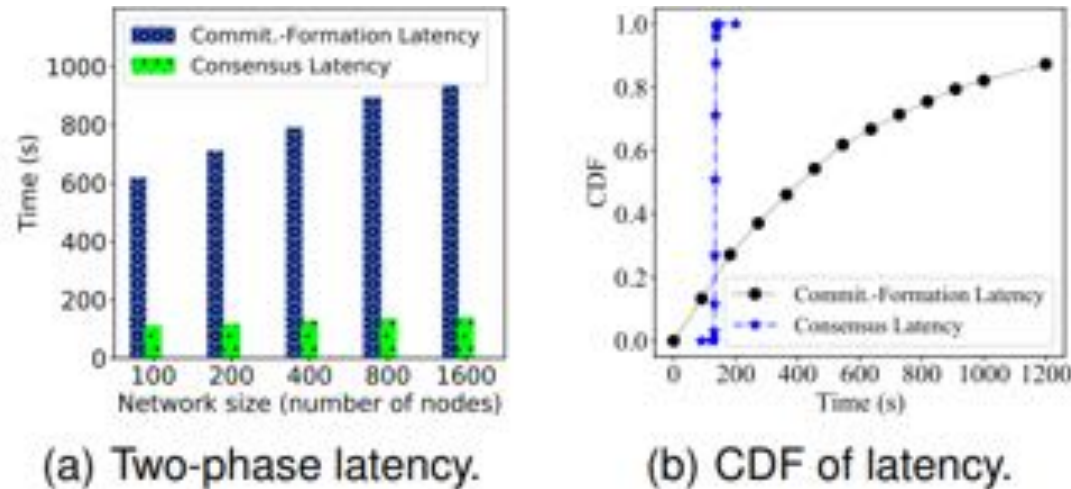 Commit.-Formation Latency
Consensus Latency
1000
800
600
400
200
0
Time (s)
100 200 400 800 1600
Network size (number of nodes)
(a) Two-phase latency.
1.0
0.8
0.6
0.4
0.2
0.0
CDF
Commit.-Formation Latency
Consensus Latency
0 200 400 600 800 1000 1200
Time (s)
(b) CDF of latency.